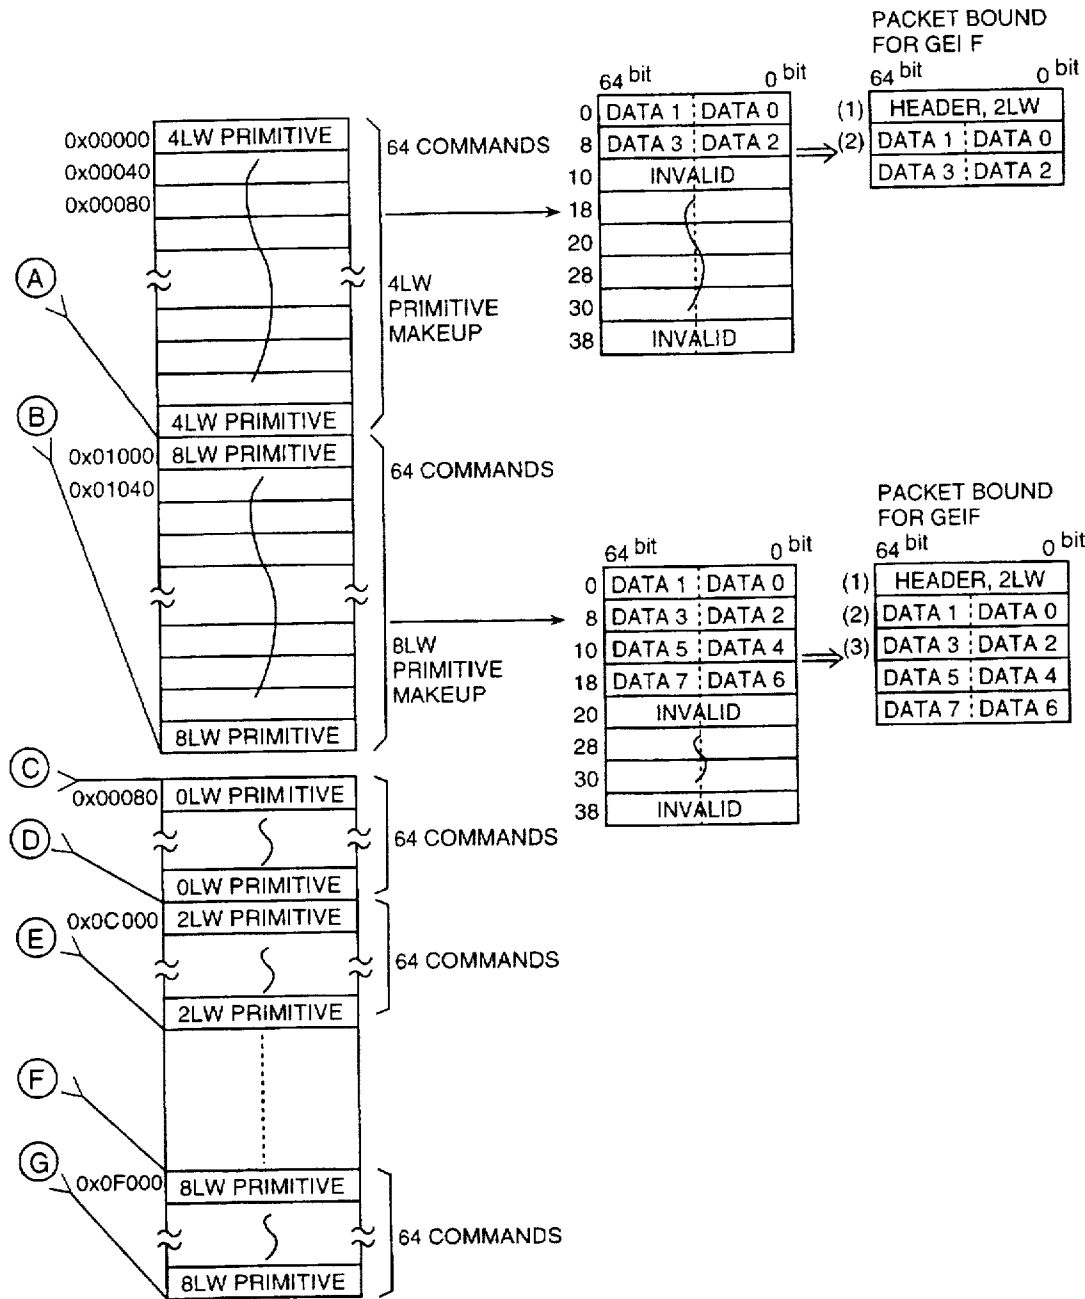 PACKET BOUND
FOR GEI F
64 bit 0 bit
64 bit 0 bit
0 DATA 1 DATA 0
(1) HEADER, 2LW
0x00000 4LW PRIMITIVE
64 COMMANDS
8 DATA 3 DATA 2
(2) DATA 1 DATA 0
0x00040
10 INVALID
DATA 3 DATA 2
0x00080
18
20
A
28
4LW
PRIMITIVE
MAKEUP
30
38 INVALID
B
4LW PRIMITIVE
0x01000 8LW PRIMITIVE
64 COMMANDS
0x01040
PACKET BOUND
FOR GEIF
64 bit 0 bit
64 bit 0 bit
0 DATA 1 DATA 0
(1) HEADER, 2LW
8 DATA 3 DATA 2
(2) DATA 1 DATA 0
8LW
PRIMITIVE
MAKEUP
10 DATA 5 DATA 4
(3) DATA 3 DATA 2
18 DATA 7 DATA 6
DATA 5 DATA 4
20 INVALID
DATA 7 DATA 6
8LW PRIMITIVE
28
30
38 INVALID
C
0x00080 0LW PRIMITIVE
64 COMMANDS
D
0LW PRIMITIVE
0x0C000 2LW PRIMITIVE
E
64 COMMANDS
2LW PRIMITIVE
F
G
0x0F000 8LW PRIMITIVE
64 COMMANDS
8LW PRIMITIVE